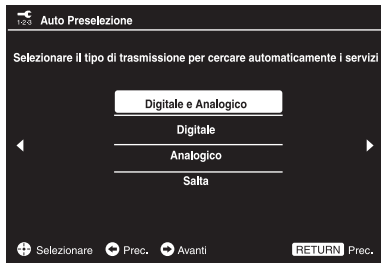 1·2·3 Auto Preselezione
Selezionare il tipo di trasmissione per cercare automaticamente i servizi
Digitale e Analogico
Digitale
Analogico
Salta
Selezionare Prec. Avanti RETURN Prec.